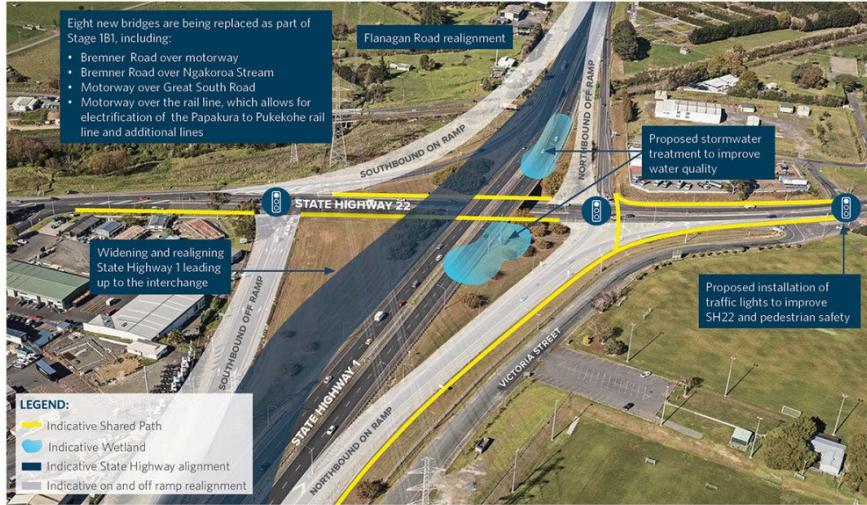 Eight new bridges are being replaced as part of
Stage 1B1, including:
• Bremner Road over motorway
• Bremner Road over Ngakoroa Stream
• Motorway over Great South Road
• Motorway over the rail line, which allows for
electrification of the Papakura to Pukekohe rail
line and additional lines
Flanagan Road realignment
SOUTHBOUND ON RAMP
NORTHBOUND OFF RAMP
Proposed stormwater
treatment to improve
water quality
STATE HIGHWAY 22
Widening and realigning
State Highway 1 leading
up to the interchange
Proposed installation of
traffic lights to improve
SH22 and pedestrian safety
SOUTHBOUND OFF RAMP
STATE HIGHWAY 1
NORTHBOUND ON RAMP
VICTORIA STREET
LEGEND:
Indicative Shared Path
Indicative Wetland
Indicative State Highway alignment
Indicative on and off ramp realignment